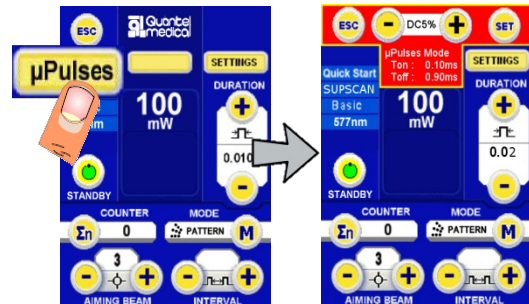 ESC
Quantel
medical
µPulses
SETTINGS
DURATION
100
mW
0.010
STANDBY
COUNTER
MODE
Σn
0
PATTERN
M
3
AIMING BEAM
INTERVAL
ESC
DC5%
SET
µPulses Mode
Ton : 0.10ms
Toff : 0.90ms
SETTINGS
Quick Start
SUPSCAN
Basic
577nm
DURATION
100
mW
0.02
STANDBY
COUNTER
MODE
Σn
0
PATTERN
M
3
AIMING BEAM
INTERVAL